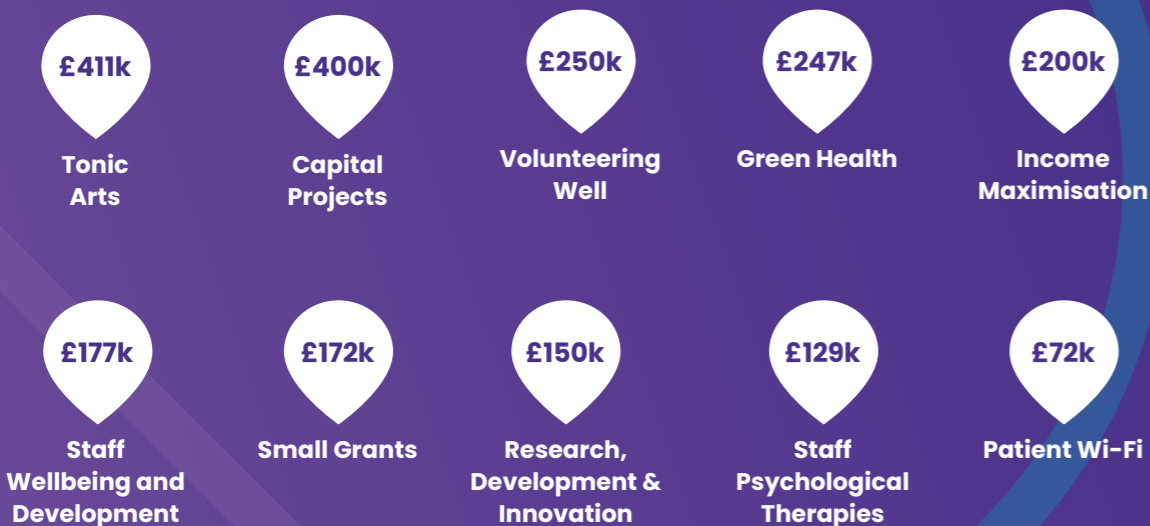 £411k
Tonic
Arts
£400k
Capital
Projects
£250k
Volunteering
Well
£247k
Green Health
£200k
Income
Maximisation
£177k
Staff
Wellbeing and
Development
£172k
Small Grants
£150k
Research,
Development &
Innovation
£129k
Staff
Psychological
Therapies
£72k
Patient Wi-Fi